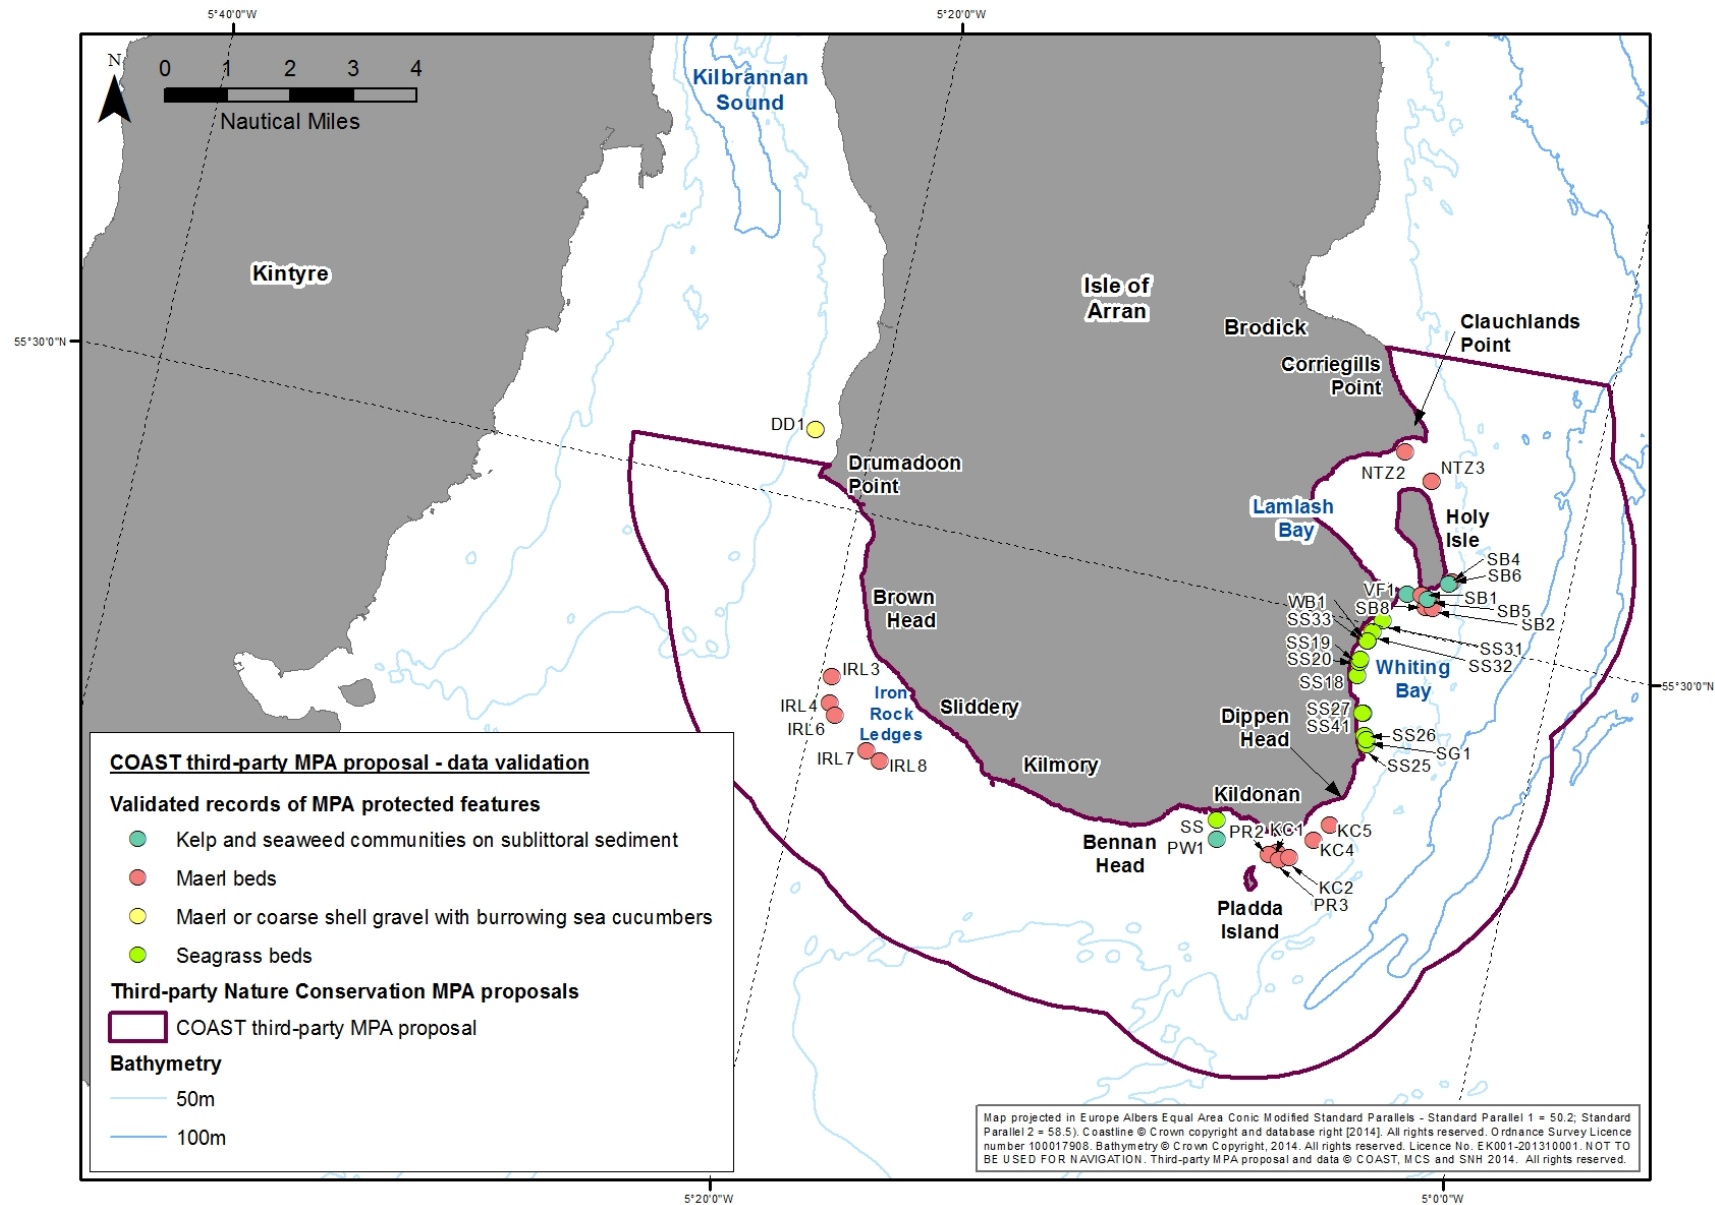 5°40'0"W
5°20'0"W
N
0 1 2 3 4
Nautical Miles
Kilbrannan
Sound
Kintyre
Isle of
Arran
Brodick
Clauchlands
Point
Corriegills
Point
55°30'0"N
DD1
Drumadoon
Point
NTZ2
NTZ3
Lamlash
Bay
Holy
Isle
SB4
SB6
VF1
SB1
WB1
SB8
SB5
SS33
SB2
SS19
SS31
SS20
SS32
Whiting
Bay
SS18
55°30'0"N
Brown
Head
IRL3
Iron
Rock
Ledges
IRL4
IRL6
Sliddery
SS27
SS41
Dippen
Head
SS26
SG1
SS25
IRL7
IRL8
Kilmory
Kildonan
SS
PR2
KC1
KC5
PW1
KC4
Bennan
Head
KC2
PR3
Pladda
Island
COAST third-party MPA proposal - data validation
Validated records of MPA protected features
Kelp and seaweed communities on sublittoral sediment
Maerl beds
Maerl or coarse shell gravel with burrowing sea cucumbers
Seagrass beds
Third-party Nature Conservation MPA proposals
COAST third-party MPA proposal
Bathymetry
50m
100m
Map projected in Europe Albers Equal Area Conic Modified Standard Parallels - Standard Parallel 1 = 50.2; Standard
Parallel 2 = 58.5). Coastline © Crown copyright and database right [2014]. All rights reserved. Ordnance Survey Licence
number 100017908. Bathymetry © Crown Copyright, 2014. All rights reserved. Licence No. EK001-201310001. NOT TO
BE USED FOR NAVIGATION. Third-party MPA proposal and data © COAST, MCS and SNH 2014. All rights reserved.
5°20'0"W
5°0'0"W